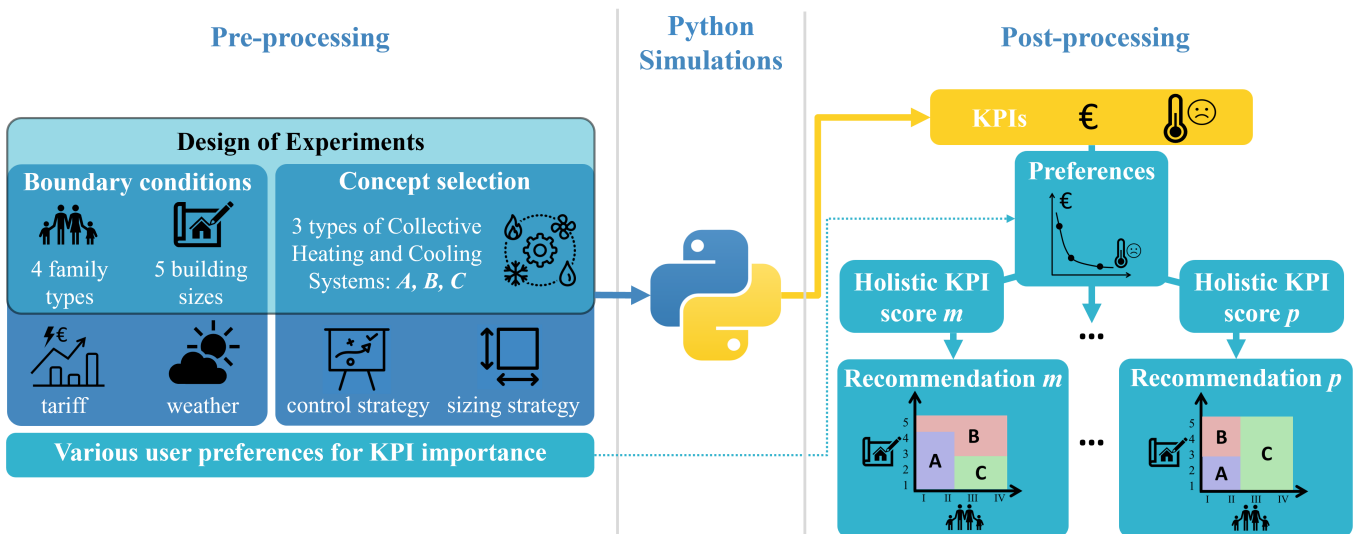 Pre-processing
Python
Simulations
Post-processing
Design of Experiments
Boundary conditions
4 family
types
5 building
sizes
Concept selection
3 types of Collective
Heating and Cooling
Systems: A, B, C
€
tariff
weather
control strategy
sizing strategy
Various user preferences for KPI importance
KPIs €
Preferences
€
Holistic KPI
score m
...
Holistic KPI
score p
Recommendation m
5
4
3
2
1
A
B
C
I II III IV
...
Recommendation p
5
4
3
2
1
B
A
C
I II III IV